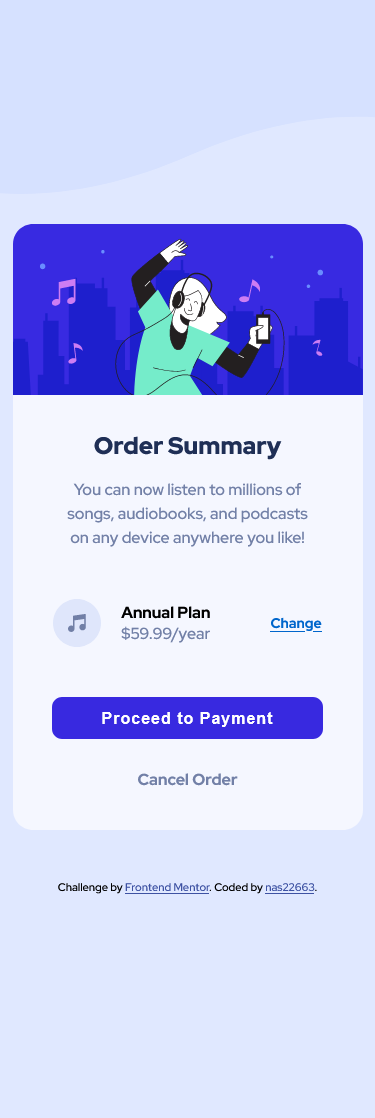 Order Summary
You can now listen to millions of
songs, audiobooks, and podcasts
on any device anywhere you like!
Annual Plan
$59.99/year
Change
Proceed to Payment
Cancel Order
Challenge by Frontend Mentor. Coded by nas22663.